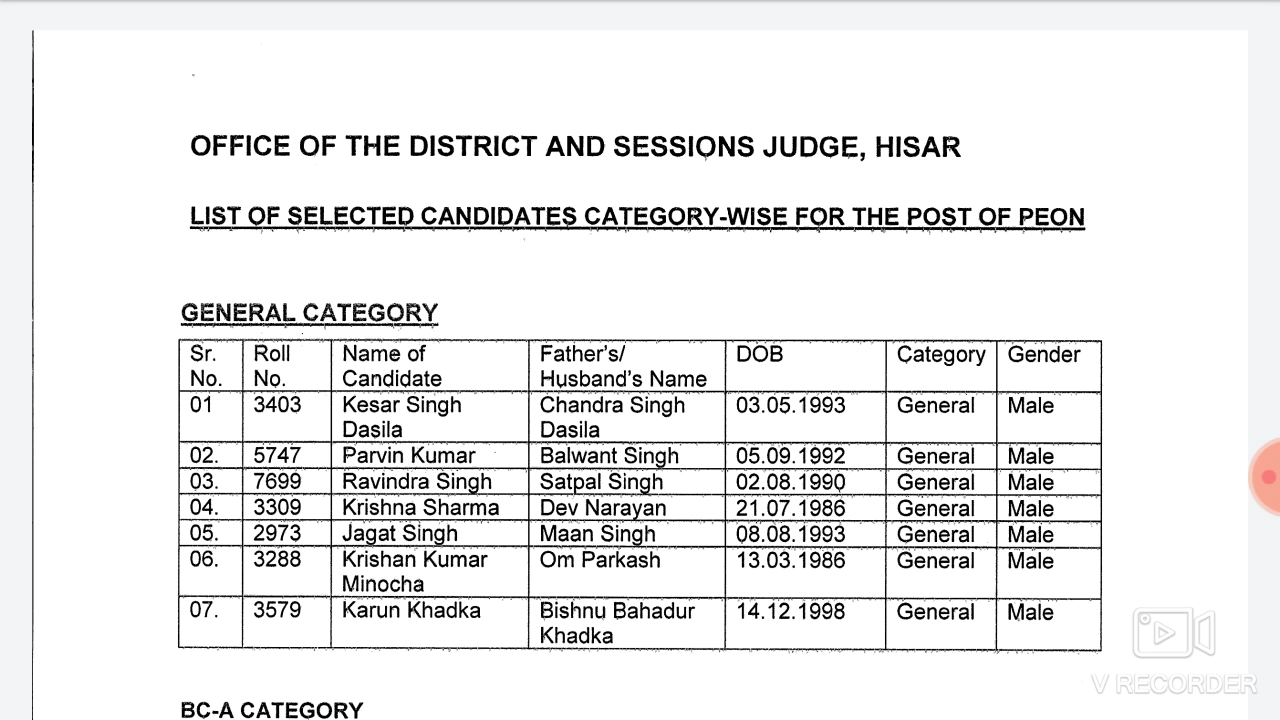 OFFICE OF THE DISTRICT AND SESSIONS JUDGE, HISAR
LIST OF SELECTED CANDIDATES CATEGORY-WISE FOR THE POST OF PEON
GENERAL CATEGORY
Sr. No. Roll No. Name of Candidate Father's/ Husband's Name DOB Category Gender
01 3403 Kesar Singh Dasila Chandra Singh Dasila 03.05.1993 General Male
02. 5747 Parvin Kumar Balwant Singh 05.09.1992 General Male
03. 7699 Ravindra Singh Satpal Singh 02.08.1990 General Male
04. 3309 Krishna Sharma Dev Narayan 21.07.1986 General Male
05. 2973 Jagat Singh Maan Singh 08.08.1993 General Male
06. 3288 Krishan Kumar Minocha Om Parkash 13.03.1986 General Male
07. 3579 Karun Khadka Bishnu Bahadur Khadka 14.12.1998 General Male
V RECORDER
BC-A CATEGORY